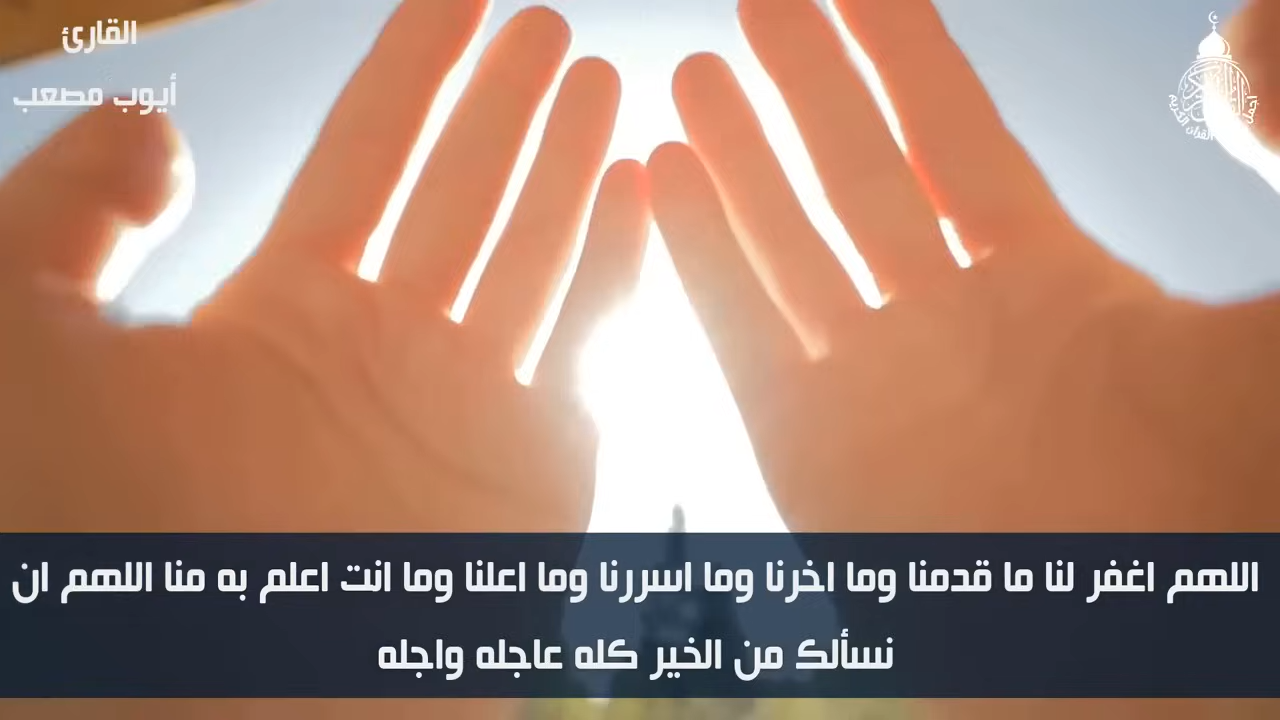 القارئ
أيوب مصعب
اللهم اغفر لنا ما قدمنا وما اخرنا وما اسررنا وما اعلنا وما انت اعلم به منا اللهم ان
نسألك من الخير كله عاجله واجله